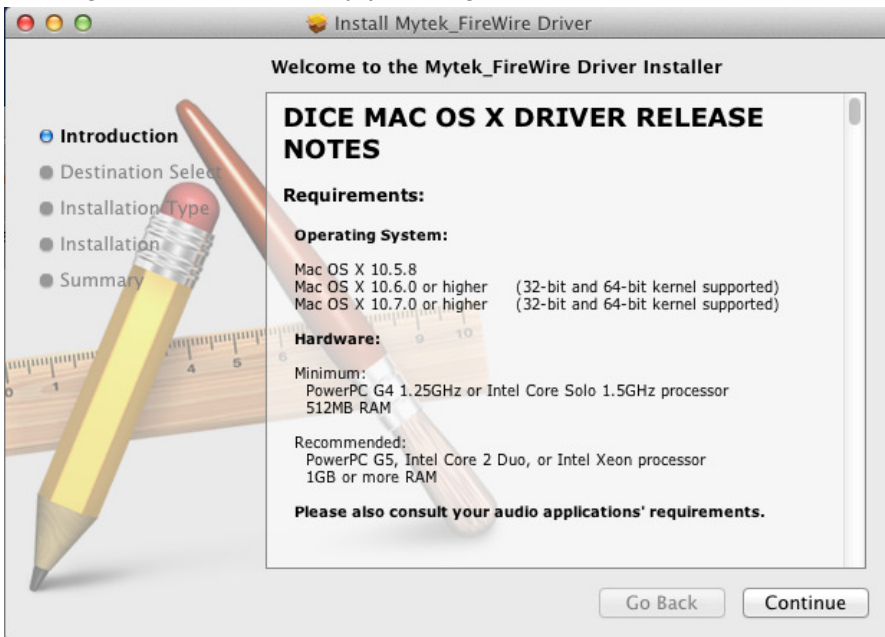 Install Mytek_FireWire Driver
Welcome to the Mytek_FireWire Driver Installer
Introduction
Destination Select
Installation Type
Installation
Summary
DICE MAC OS X DRIVER RELEASE
NOTES
Requirements:
Operating System:
Mac OS X 10.5.8
Mac OS X 10.6.0 or higher (32-bit and 64-bit kernel supported)
Mac OS X 10.7.0 or higher (32-bit and 64-bit kernel supported)
Hardware:
Minimum:
PowerPC G4 1.25GHz or Intel Core Solo 1.5GHz processor
512MB RAM
Recommended:
PowerPC G5, Intel Core 2 Duo, or Intel Xeon processor
1GB or more RAM
Please also consult your audio applications' requirements.
Go Back
Continue